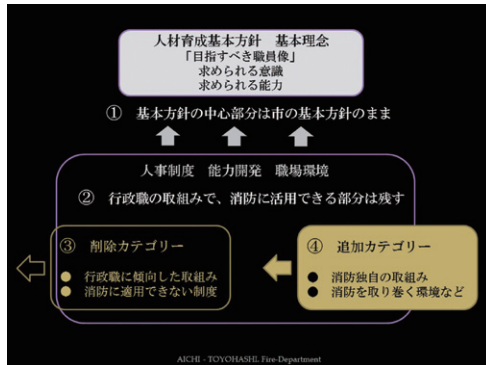 人材育成基本方針 基本理念
「目指すべき職員像」
求められる意識
求められる能力
① 基本方針の中心部分は市の基本方針のまま
人事制度 能力開発 職場環境
② 行政職の取組みで、消防に活用できる部分は残す
③ 削除カテゴリー
● 行政職に傾向した取組み
● 消防に適用できない制度
④ 追加カテゴリー
● 消防独自の取組み
● 消防を取り巻く環境など
AICHI - TOYOHASHI. Fire-Department